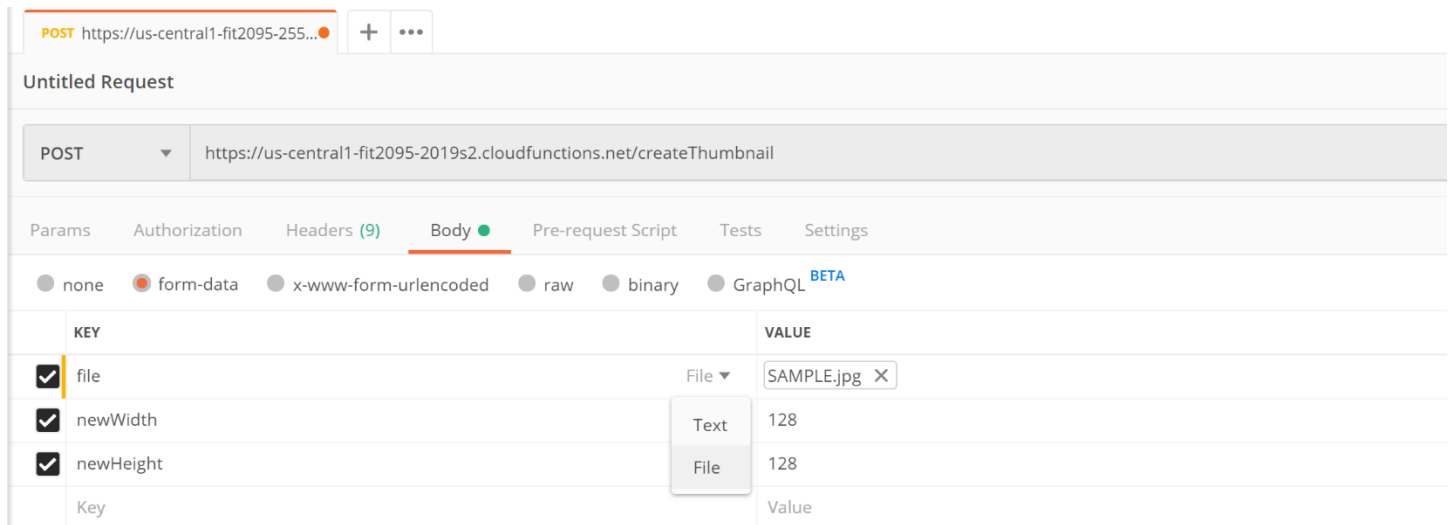 POST https://us-central1-fit2095-255...
Untitled Request
POST https://us-central1-fit2095-2019s2.cloudfunctions.net/createThumbnail
Params Authorization Headers (9) Body Pre-request Script Tests Settings
none form-data x-www-form-urlencoded raw binary GraphQL BETA
KEY VALUE
file File SAMPLE.jpg
newWidth Text 128
newHeight File 128
Key Value